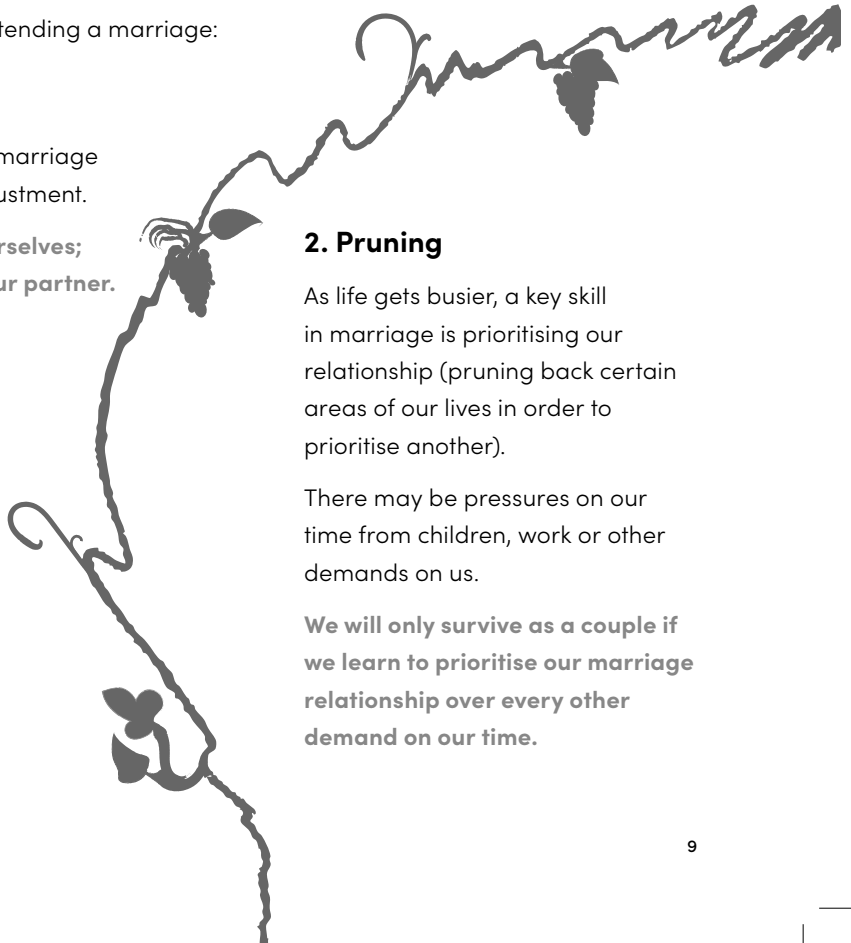 tending a marriage:
marriage
ustment.
rselves;
ur partner.
2. Pruning
As life gets busier, a key skill
in marriage is prioritising our
relationship (pruning back certain
areas of our lives in order to
prioritise another).
There may be pressures on our
time from children, work or other
demands on us.
We will only survive as a couple if
we learn to prioritise our marriage
relationship over every other
demand on our time.
9